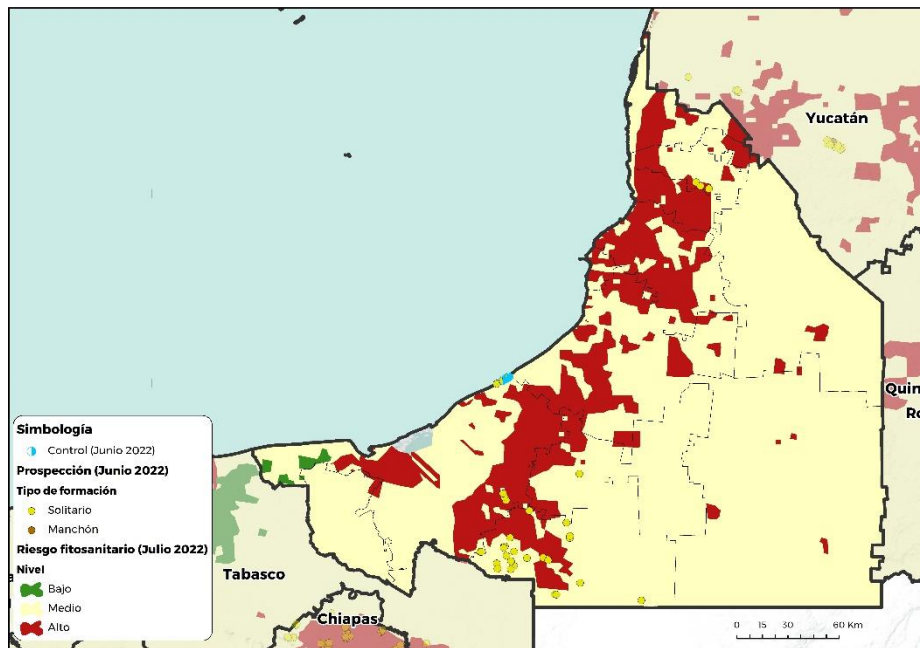 Yucatán
Quin
Ro
Simbología
Control (Junio 2022)
Prospección (Junio 2022)
Tipo de formación
Solitario
Manchón
Riesgo fitosanitario (Julio 2022)
Nivel
Bajo
Medio
Alto
Tabasco
Chiapas
0 15 30 60 Km